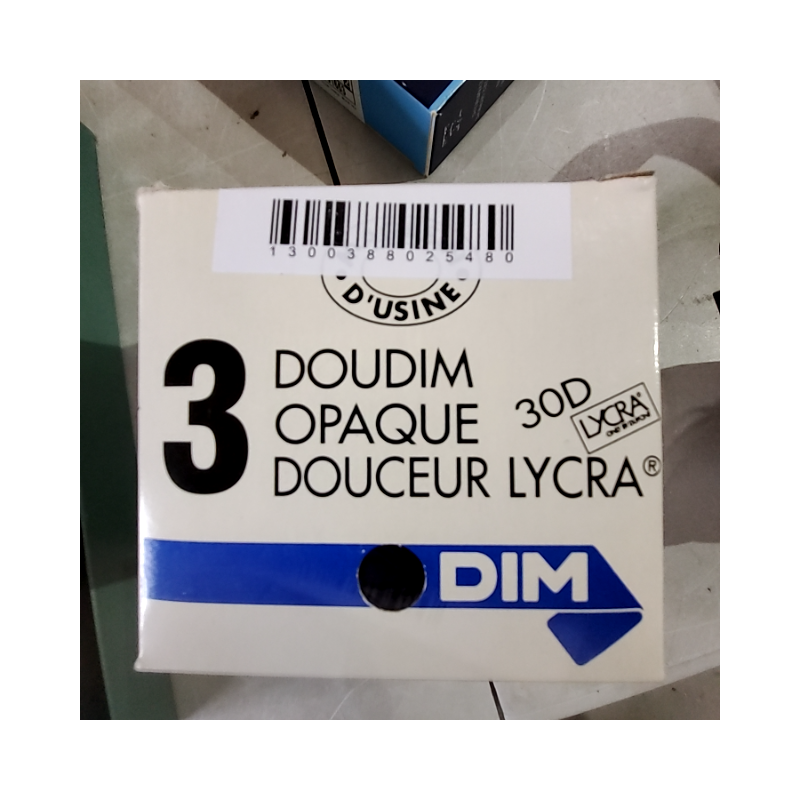 1300388025480
D'USINE
3
DOUDIM
OPAQUE
DOUCEUR LYCRA®
30D
LYCRA®
DIM